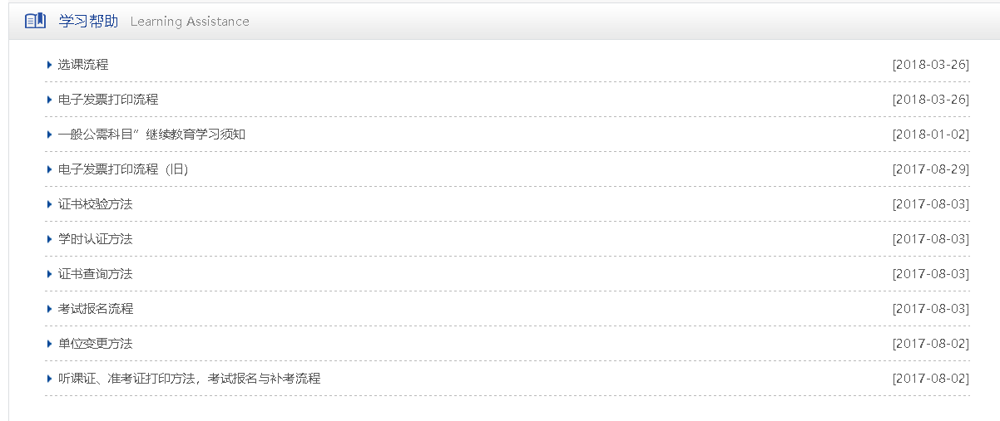 学习帮助 Learning Assistance
选课流程 [2018-03-26]
电子发票打印流程 [2018-03-26]
一般公需科目”继续教育学习须知 [2018-01-02]
电子发票打印流程（旧） [2017-08-29]
证书校验方法 [2017-08-03]
学时认证方法 [2017-08-03]
证书查询方法 [2017-08-03]
考试报名流程 [2017-08-03]
单位变更方法 [2017-08-02]
听课证、准考证打印方法，考试报名与补考流程 [2017-08-02]